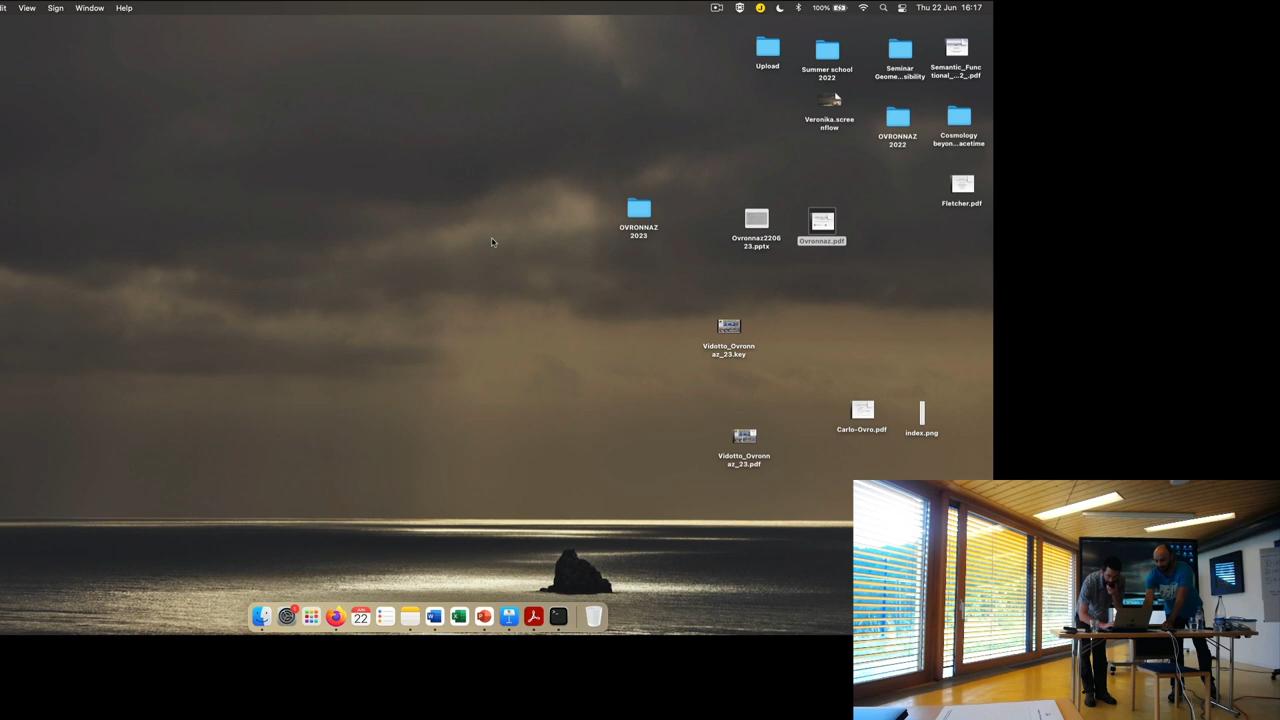 View Sign Window Help 100% Thu 22 Jun 16:17
Upload
Summer school
2022
Seminar
Geome...sibility
Semantic_Func
tional_..._2_.pdf
Veronika.scree
nflow
OVRONNAZ
2022
Cosmology
beyon...acetime
Fletcher.pdf
OVRONNAZ
2023
Ovronnaz2206
23.pptx
Ovronnaz.pdf
Vidotto_Ovronn
az_23.key
Carlo-Ovro.pdf
index.png
Vidotto_Ovronn
az_23.pdf
22